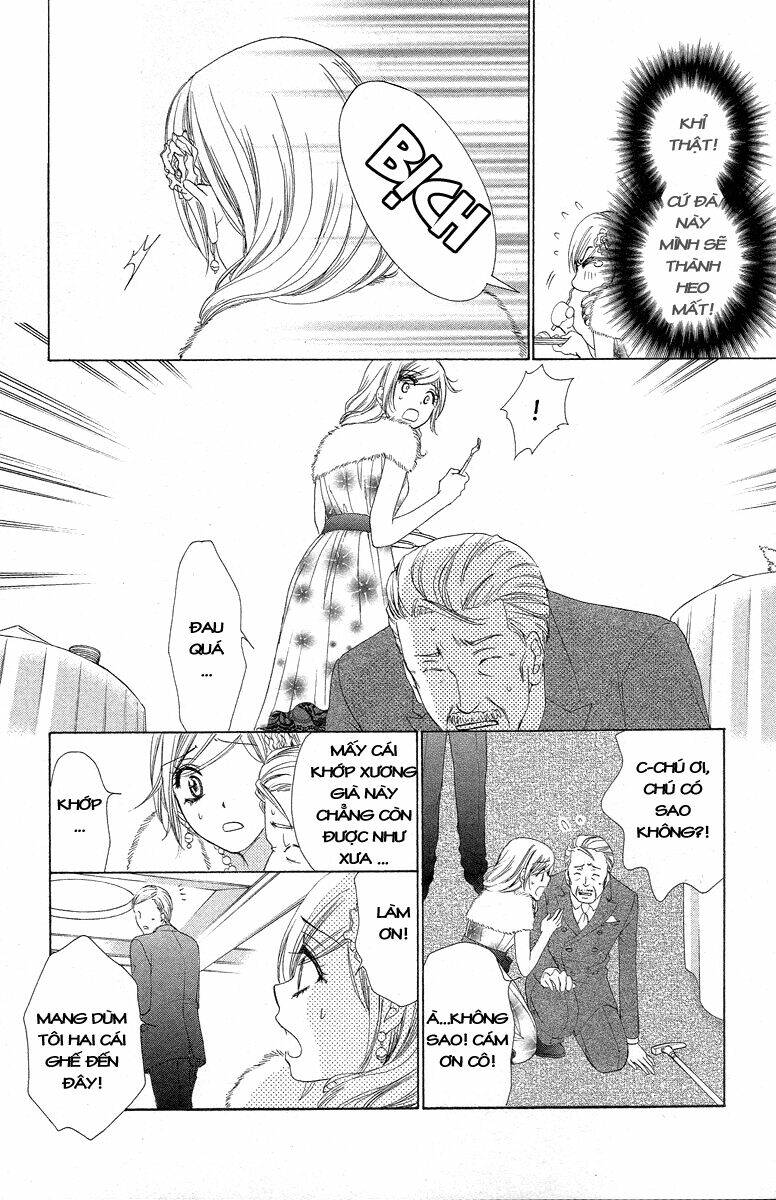 KHỈ
THẬT!
CỨ ĐÀ
NÀY
MÌNH SẼ
THÀNH
HEO
MẤT!
BỊCH
!
ĐAU
QUÁ
...
C-CHÚ ƠI,
CHÚ CÓ
SAO
KHÔNG?!
À...KHÔNG
SAO! CÁM
ƠN CÔ!
MẤY CÁI
KHỚP XƯƠNG
GIÀ NÀY
CHẲNG CÒN
ĐƯỢC NHƯ
XƯA ...
KHỚP
...
LÀM
ƠN!
MANG DÙM
TÔI HAI CÁI
GHẾ ĐẾN
ĐÂY!